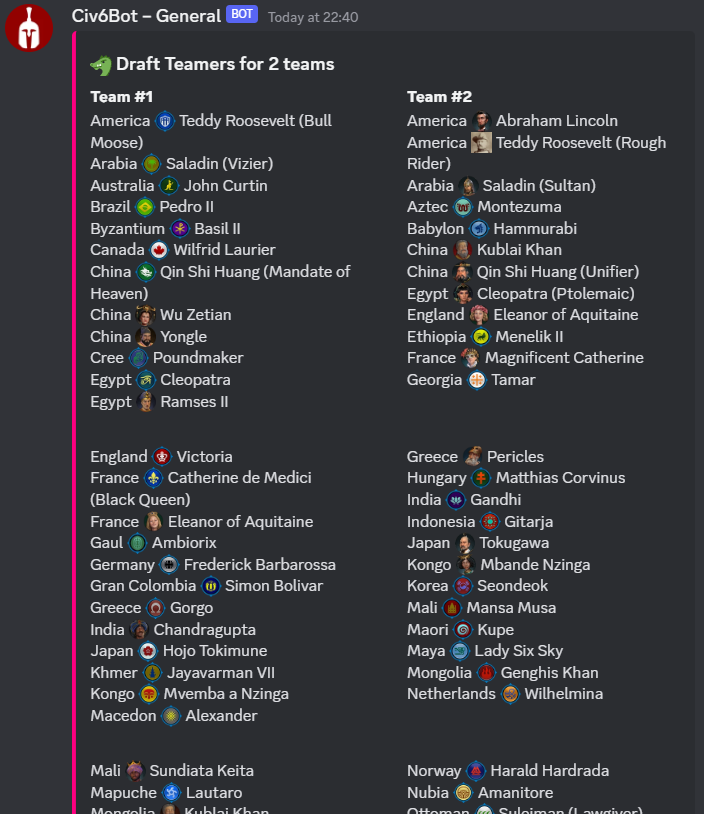 Civ6Bot – General BOT Today at 22:40
Draft Teamers for 2 teams
Team #1
America Teddy Roosevelt (Bull
Moose)
Arabia Saladin (Vizier)
Australia John Curtin
Brazil Pedro II
Byzantium Basil II
Canada Wilfrid Laurier
China Qin Shi Huang (Mandate of
Heaven)
China Wu Zetian
China Yongle
Cree Poundmaker
Egypt Cleopatra
Egypt Ramses II
Team #2
America Abraham Lincoln
America Teddy Roosevelt (Rough
Rider)
Arabia Saladin (Sultan)
Aztec Montezuma
Babylon Hammurabi
China Kublai Khan
China Qin Shi Huang (Unifier)
Egypt Cleopatra (Ptolemaic)
England Eleanor of Aquitaine
Ethiopia Menelik II
France Magnificent Catherine
Georgia Tamar
England Victoria
France Catherine de Medici
(Black Queen)
France Eleanor of Aquitaine
Gaul Ambiorix
Germany Frederick Barbarossa
Gran Colombia Simon Bolivar
Greece Gorgo
India Chandragupta
Japan Hojo Tokimune
Khmer Jayavarman VII
Kongo Mvemba a Nzinga
Macedon Alexander
Greece Pericles
Hungary Matthias Corvinus
India Gandhi
Indonesia Gitarja
Japan Tokugawa
Kongo Mbande Nzinga
Korea Seondeok
Mali Mansa Musa
Maori Kupe
Maya Lady Six Sky
Mongolia Genghis Khan
Netherlands Wilhelmina
Mali Sundiata Keita
Mapuche Lautaro
Mongolia Kublai Khan
Norway Harald Hardrada
Nubia Amanitore
Ottoman Suleiman (Lawgiver)